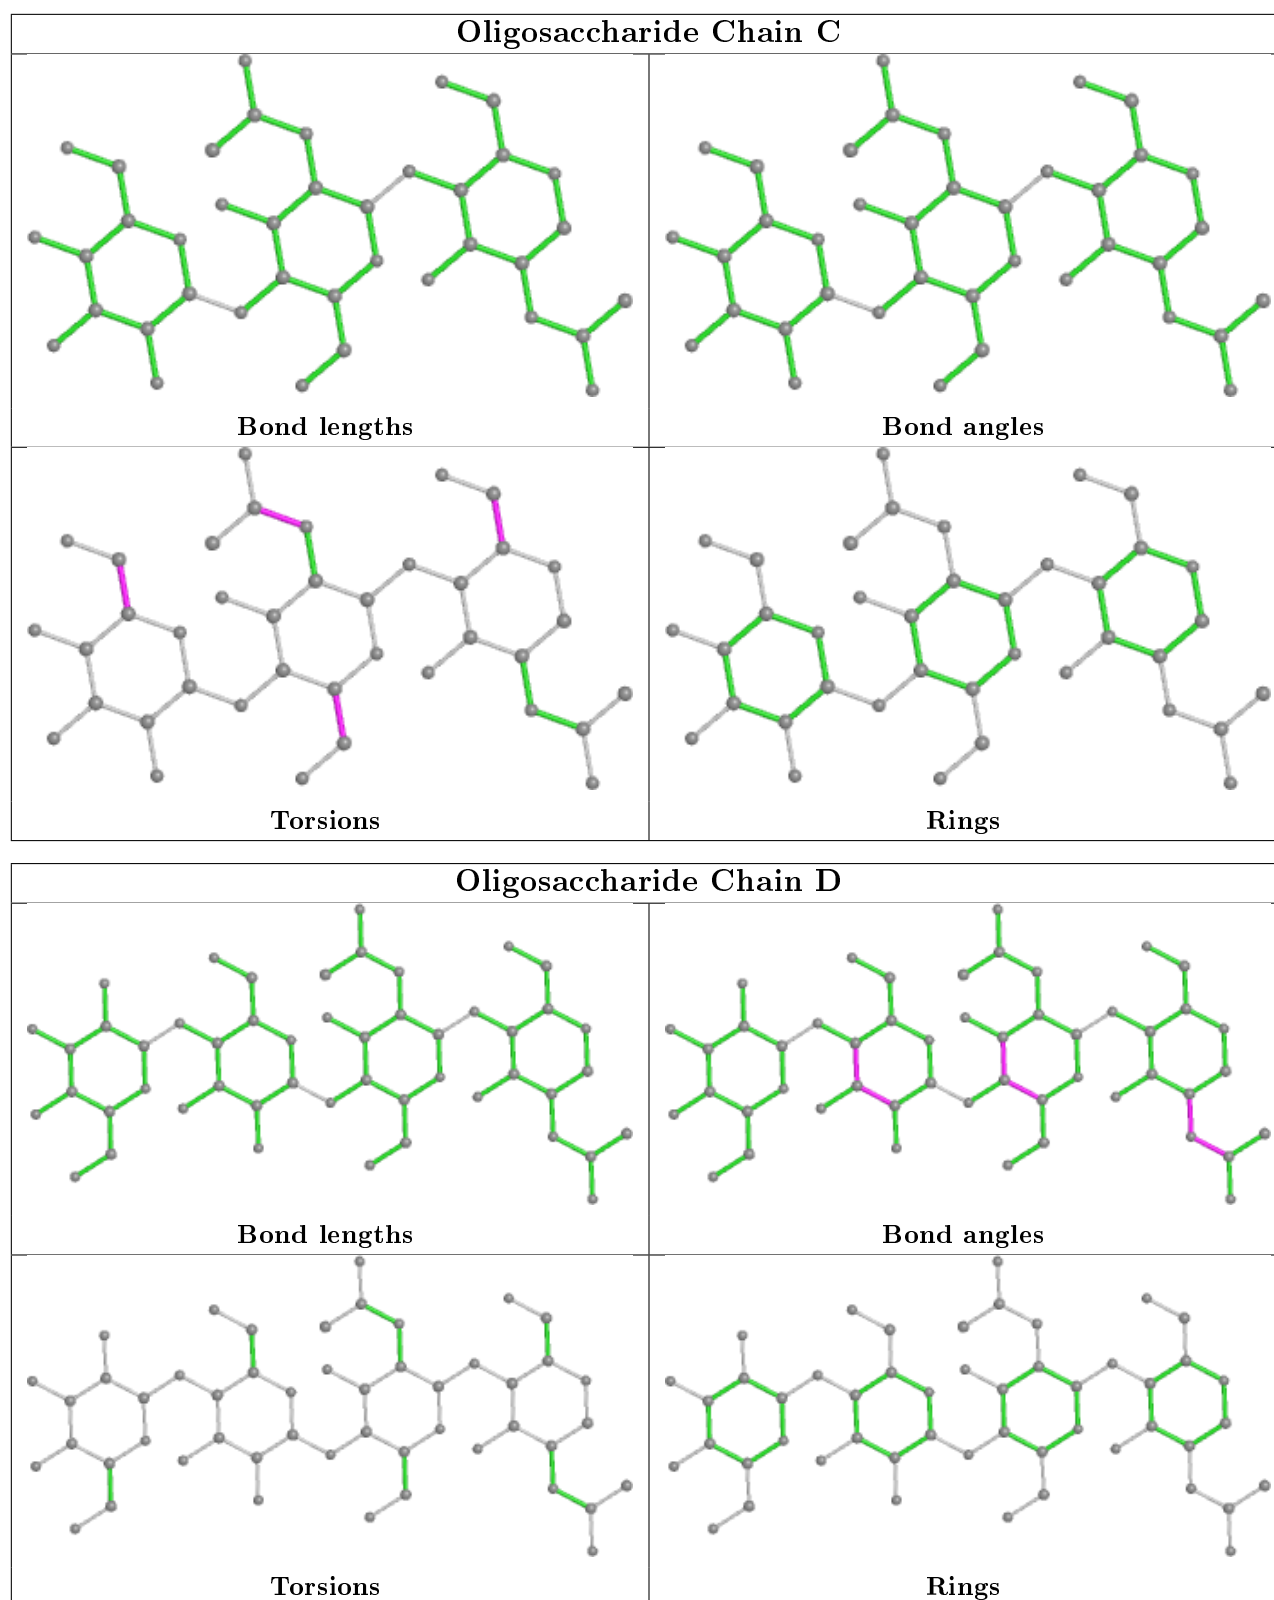 Oligosaccharide Chain C
Bond lengths
Bond angles
Torsions
Rings
Oligosaccharide Chain D
Bond lengths
Bond angles
Torsions
Rings